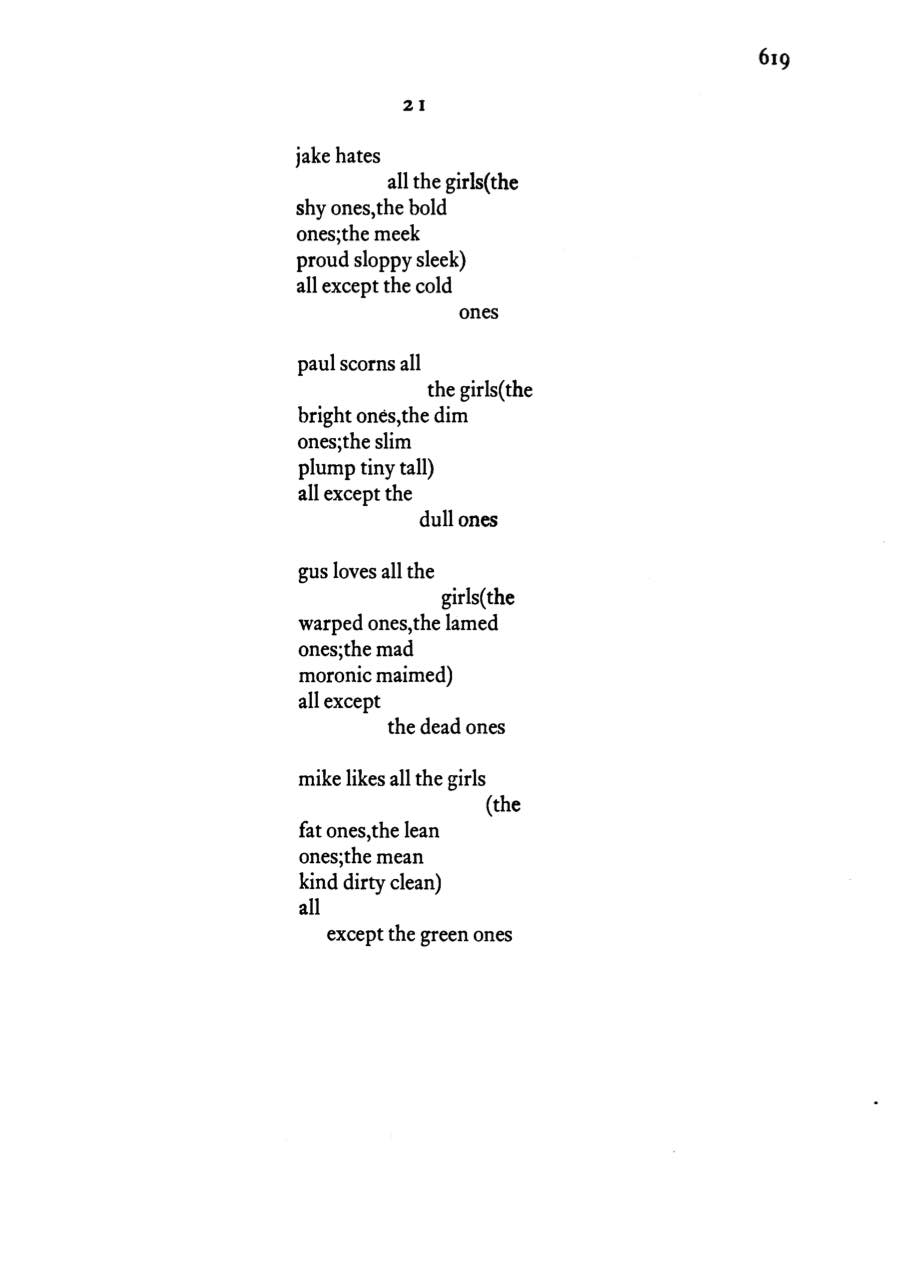 619
21
jake hates
all the girls(the
shy ones,the bold
ones;the meek
proud sloppy sleek)
all except the cold
ones
paul scorns all
the girls(the
bright ones,the dim
ones;the slim
plump tiny tall)
all except the
dull ones
gus loves all the
girls(the
warped ones,the lamed
ones;the mad
moronic maimed)
all except
the dead ones
mike likes all the girls
(the
fat ones,the lean
ones;the mean
kind dirty clean)
all
except the green ones